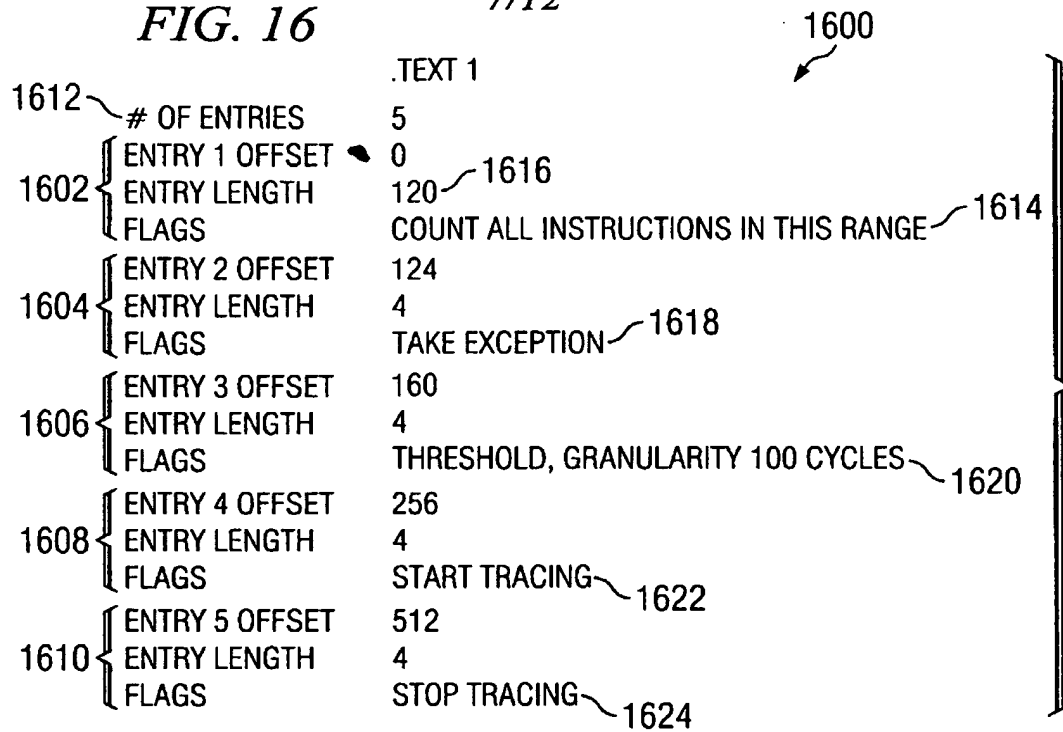 FIG. 16
7/12
1600
.TEXT 1
1612 # OF ENTRIES 5
ENTRY 1 OFFSET 0
1602 ENTRY LENGTH 120 1616
FLAGS COUNT ALL INSTRUCTIONS IN THIS RANGE 1614
ENTRY 2 OFFSET 124
1604 ENTRY LENGTH 4
FLAGS TAKE EXCEPTION 1618
ENTRY 3 OFFSET 160
1606 ENTRY LENGTH 4
FLAGS THRESHOLD, GRANULARITY 100 CYCLES 1620
ENTRY 4 OFFSET 256
1608 ENTRY LENGTH 4
FLAGS START TRACING 1622
ENTRY 5 OFFSET 512
1610 ENTRY LENGTH 4
FLAGS STOP TRACING 1624